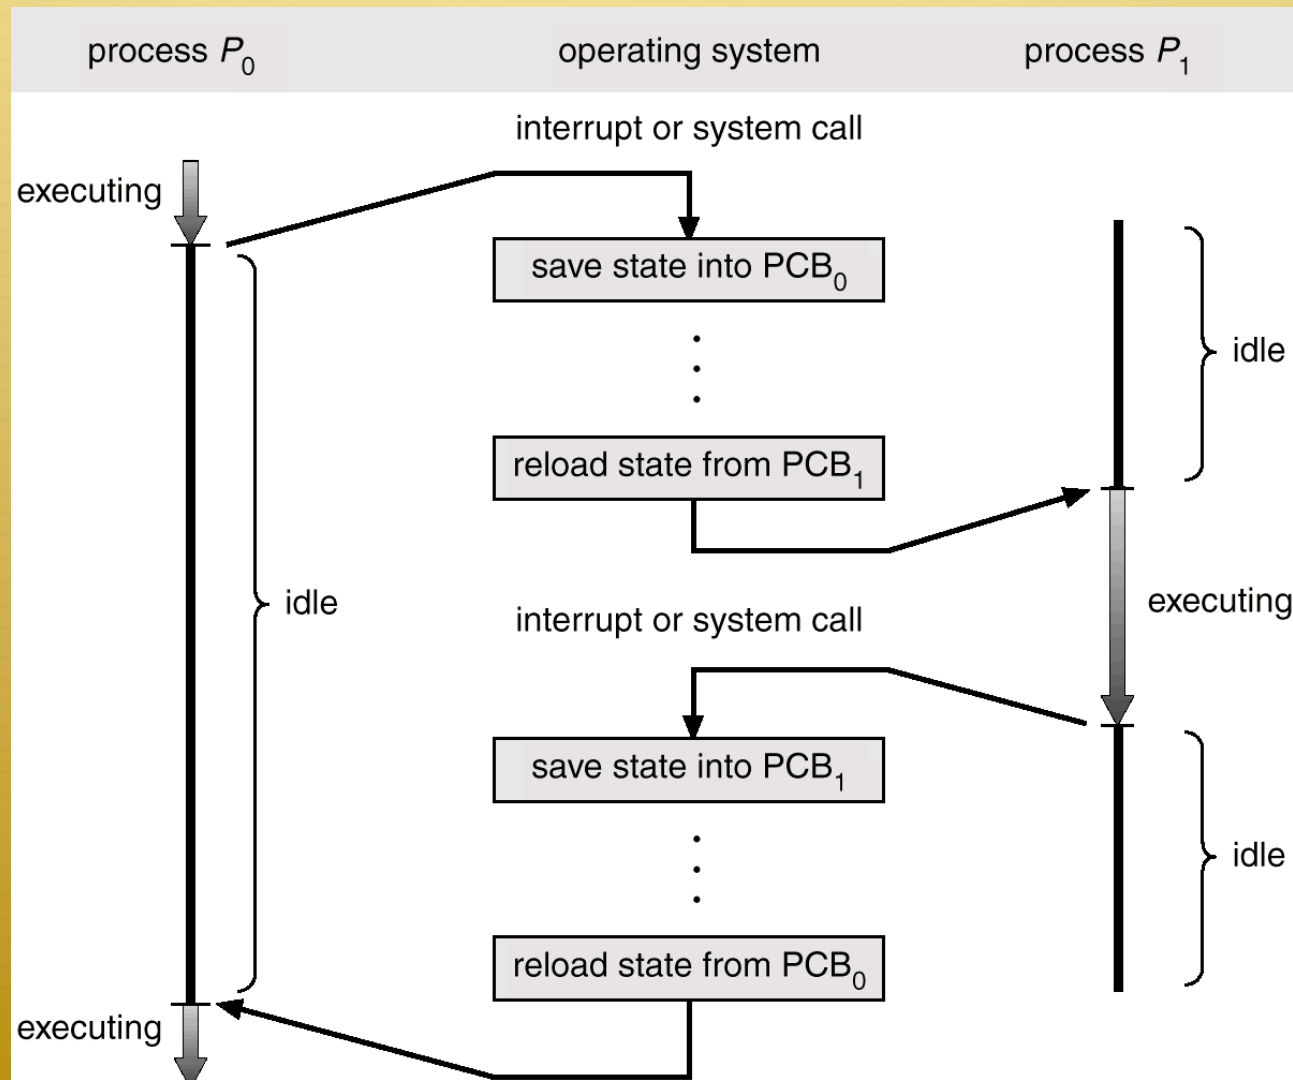 process P0
operating system
process P1
interrupt or system call
executing
save state into PCB0
idle
reload state from PCB1
idle
interrupt or system call
executing
save state into PCB1
idle
reload state from PCB0
executing